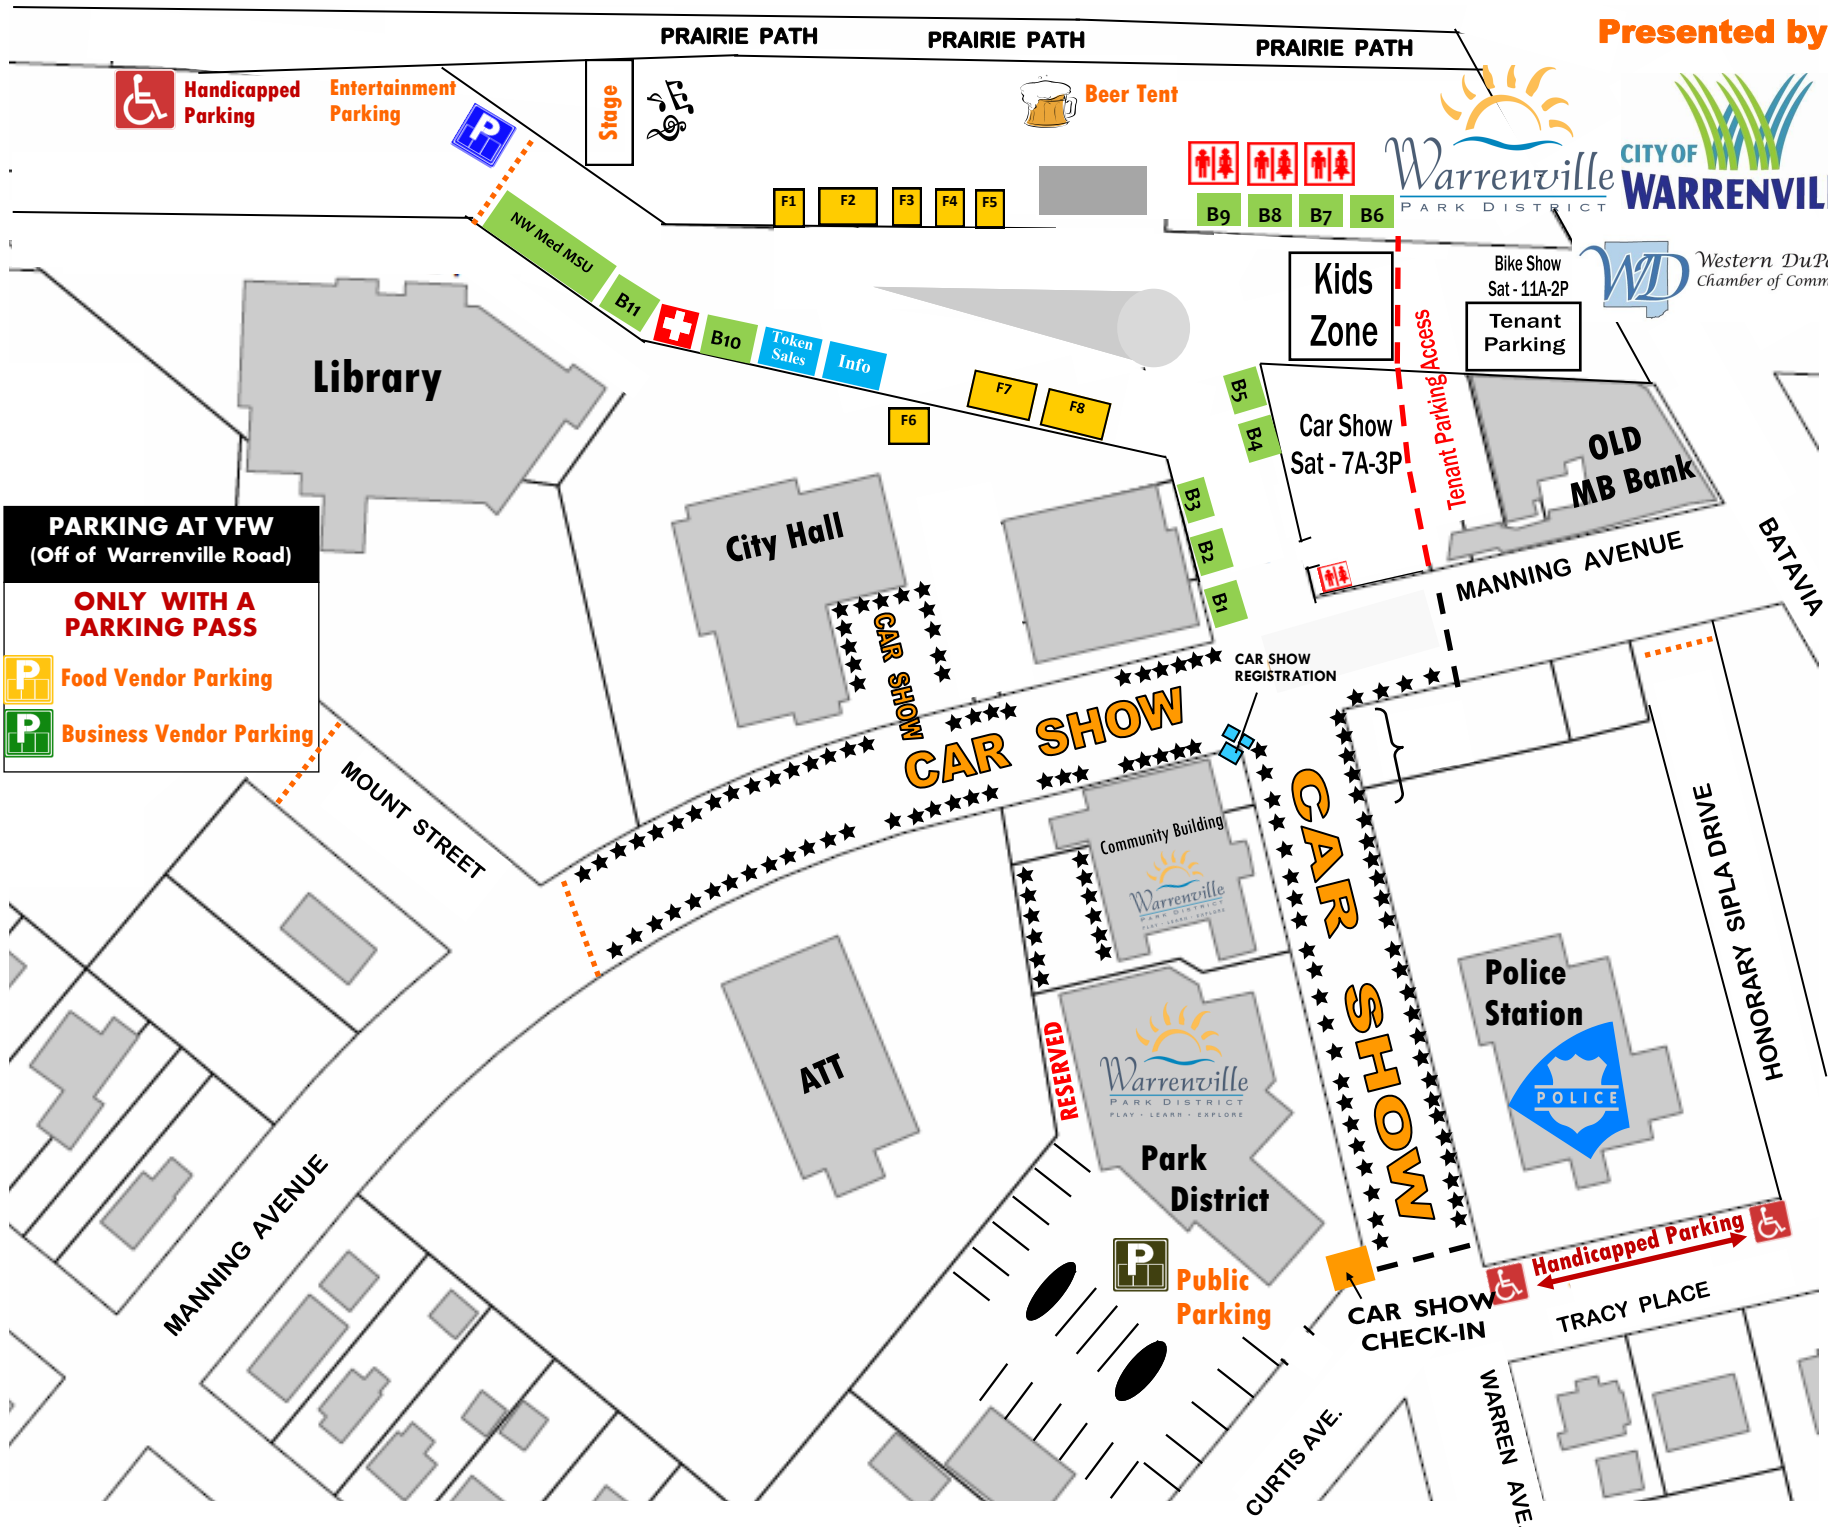 PRAIRIE PATH
PRAIRIE PATH
PRAIRIE PATH
Presented by
Handicapped
Parking
Entertainment
Parking
P
Stage
Beer Tent
Warrenville
PARK DISTRICT
CITY OF
WARRENVIL
F1
F2
F3
F4
F5
B9
B8
B7
B6
NW Med MSU
B11
B10
Token
Sales
Info
F7
F8
F6
Kids
Zone
Bike Show
Sat - 11A-2P
Tenant
Parking
WD
Western DuP
Chamber of Comm
Tenant Parking Access
B5
B4
Car Show
Sat - 7A-3P
OLD
MB Bank
Library
City Hall
B3
B2
B1
MANNING AVENUE
BATAVIA
PARKING AT VFW
(Off of Warrenville Road)
ONLY WITH A
PARKING PASS
P
Food Vendor Parking
P
Business Vendor Parking
CAR SHOW
CAR SHOW
CAR SHOW
REGISTRATION
CAR SHOW
MOUNT STREET
Community Building
Warrenville
PARK DISTRICT
PLAY • LEARN • EXPLORE
HONORARY SIPLA DRIVE
Police
Station
POLICE
ATT
RESERVED
Warrenville
PARK DISTRICT
PLAY • LEARN • EXPLORE
Park
District
MANNING AVENUE
P
Public
Parking
Handicapped Parking
CAR SHOW
CHECK-IN
TRACY PLACE
CURTIS AVE.
WARREN AVE.